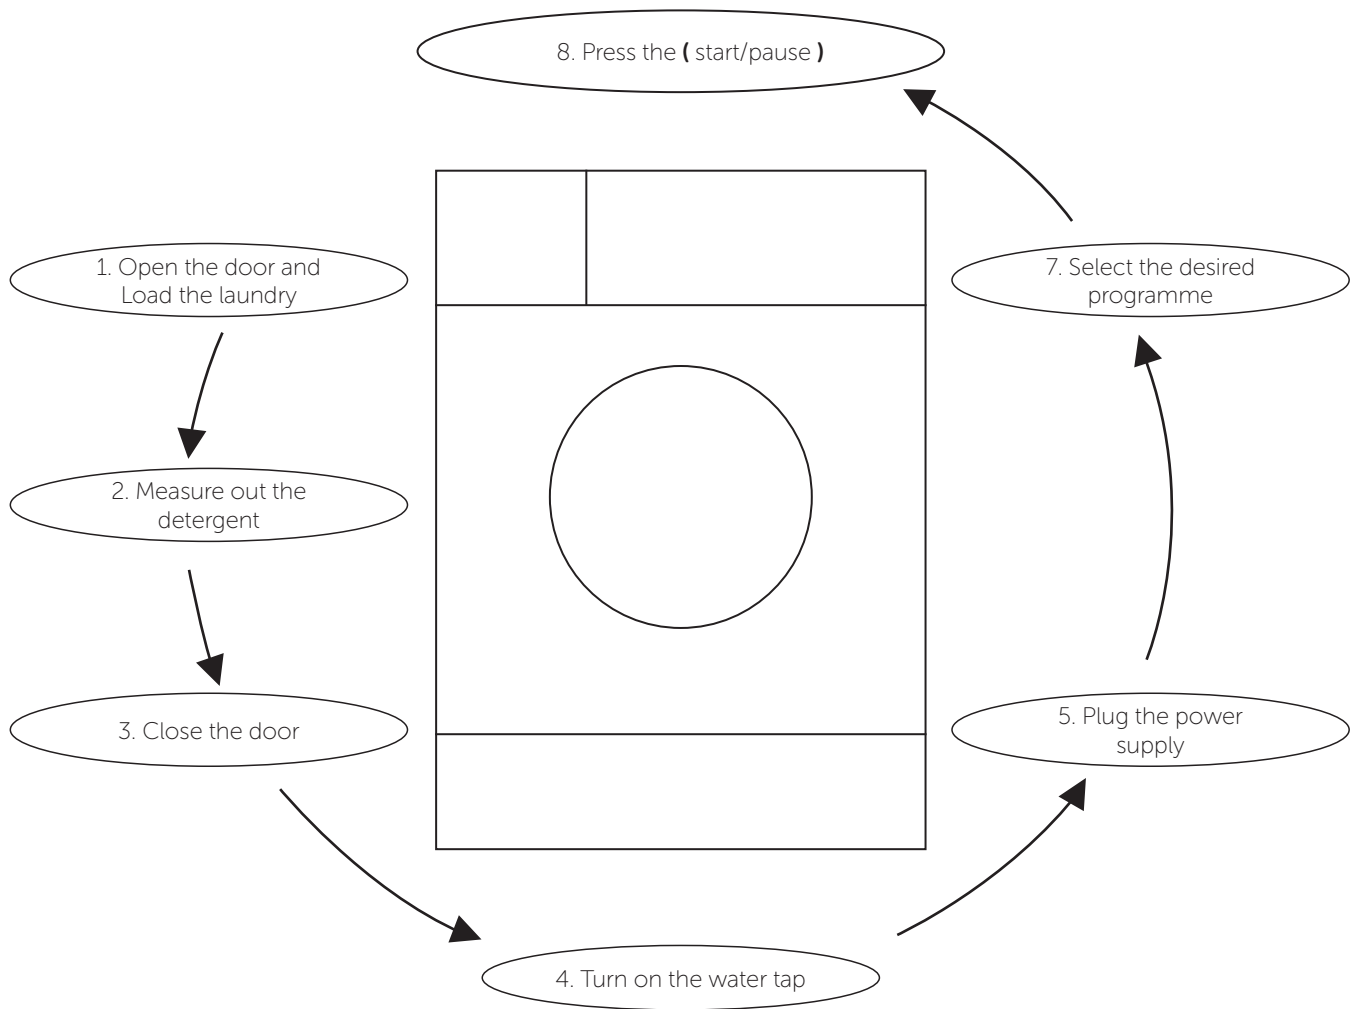 1. Open the door and
Load the laundry
2. Measure out the
detergent
3. Close the door
4. Turn on the water tap
5. Plug the power
supply
7. Select the desired
programme
8. Press the ( start/pause )